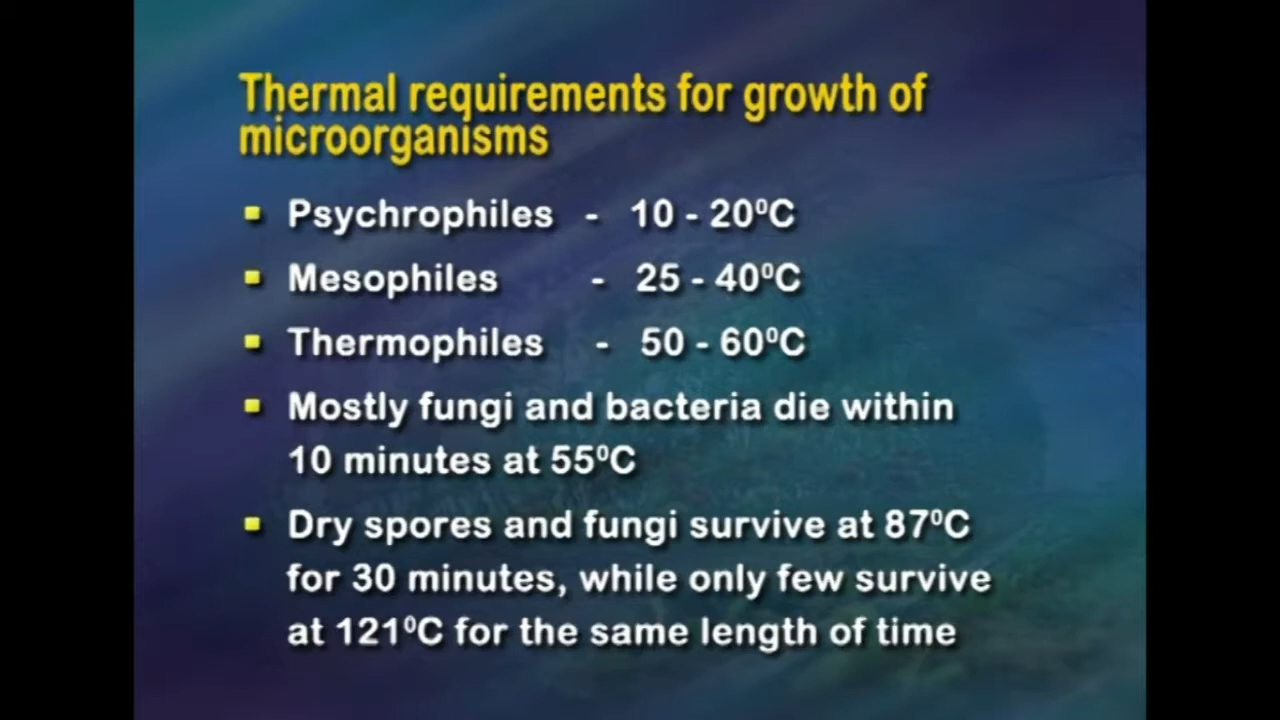 Thermal requirements for growth of
microorganisms
▪ Psychrophiles - 10 - 20⁰C
▪ Mesophiles - 25 - 40⁰C
▪ Thermophiles - 50 - 60⁰C
▪ Mostly fungi and bacteria die within
10 minutes at 55⁰C
▪ Dry spores and fungi survive at 87⁰C
for 30 minutes, while only few survive
at 121⁰C for the same length of time